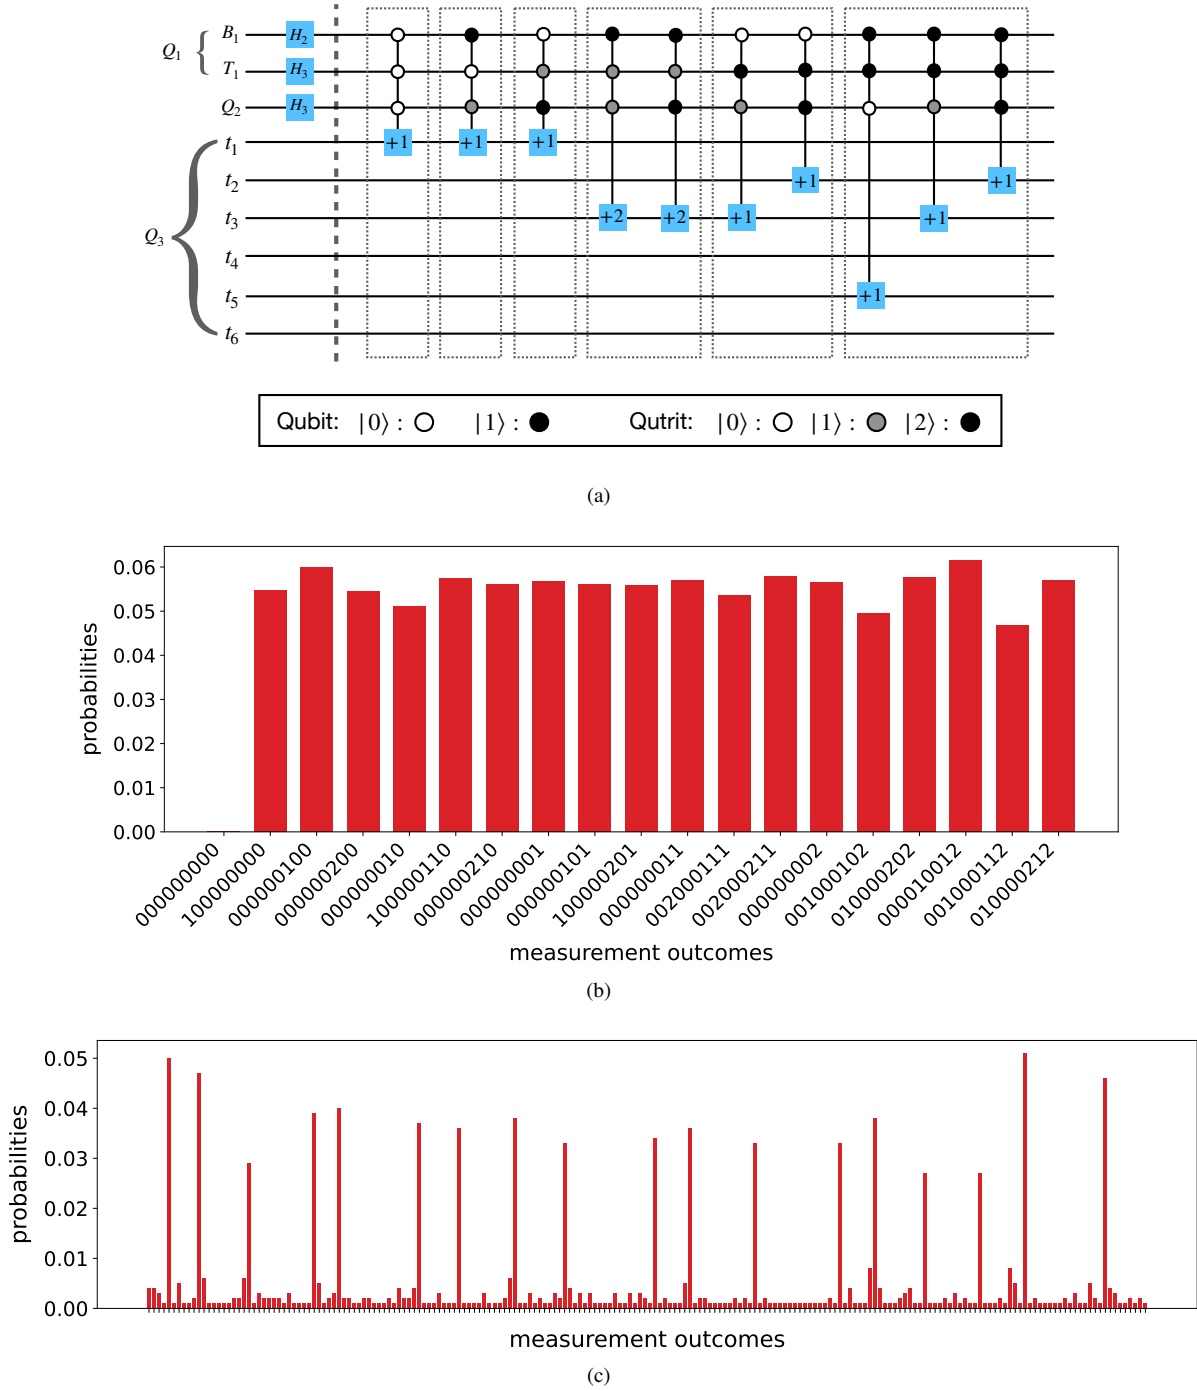 Q1 { B1 H2
T1 H3
Q2 H3
t1 +1 +1 +1
t2 +1 +1
t3 +2 +2 +1 +1
Q3 {
t4
t5 +1
t6
Qubit: |0⟩ : |1⟩ : Qutrit: |0⟩ : |1⟩ : |2⟩ :
(a)
probabilities
0.06
0.05
0.04
0.03
0.02
0.01
0.00
000000000
100000000
000000100
000000200
000000010
100000110
000000210
000000001
000000101
100000201
000000011
002000111
002000211
000000002
001000102
010000202
000010012
001000112
010000212
measurement outcomes
(b)
probabilities
0.05
0.04
0.03
0.02
0.01
0.00
measurement outcomes
(c)